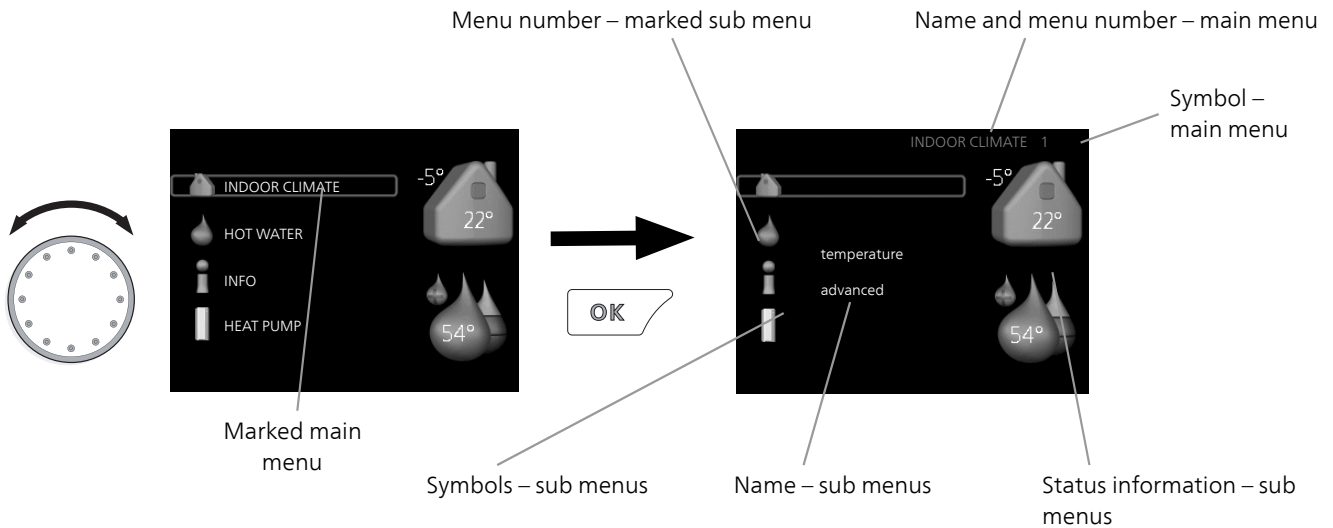 Menu number – marked sub menu
Name and menu number – main menu
Symbol –
main menu
INDOOR CLIMATE
-5°
22°
HOT WATER
INFO
HEAT PUMP
54°
OK
INDOOR CLIMATE 1
-5°
22°
temperature
advanced
54°
Marked main
menu
Symbols – sub menus
Name – sub menus
Status information – sub
menus